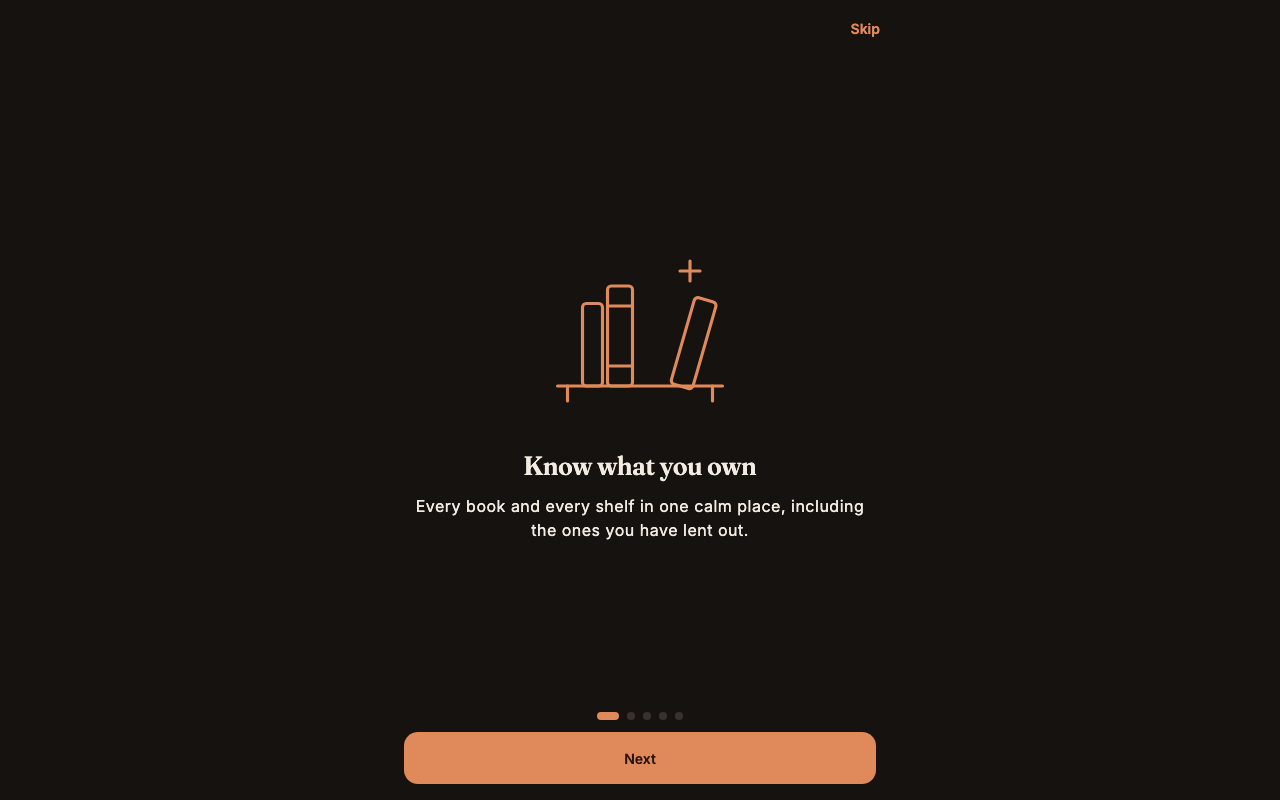 Skip
Know what you own
Every book and every shelf in one calm place, including
the ones you have lent out.
Next